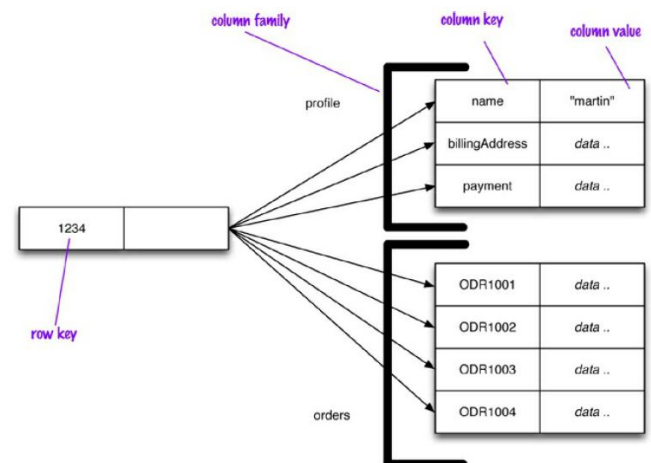 column family
column key
column value
profile
name
"martin"
billingAddress
data ..
payment
data ..
1234
row key
ODR1001
data ..
ODR1002
data ..
ODR1003
data ..
ODR1004
data ..
orders